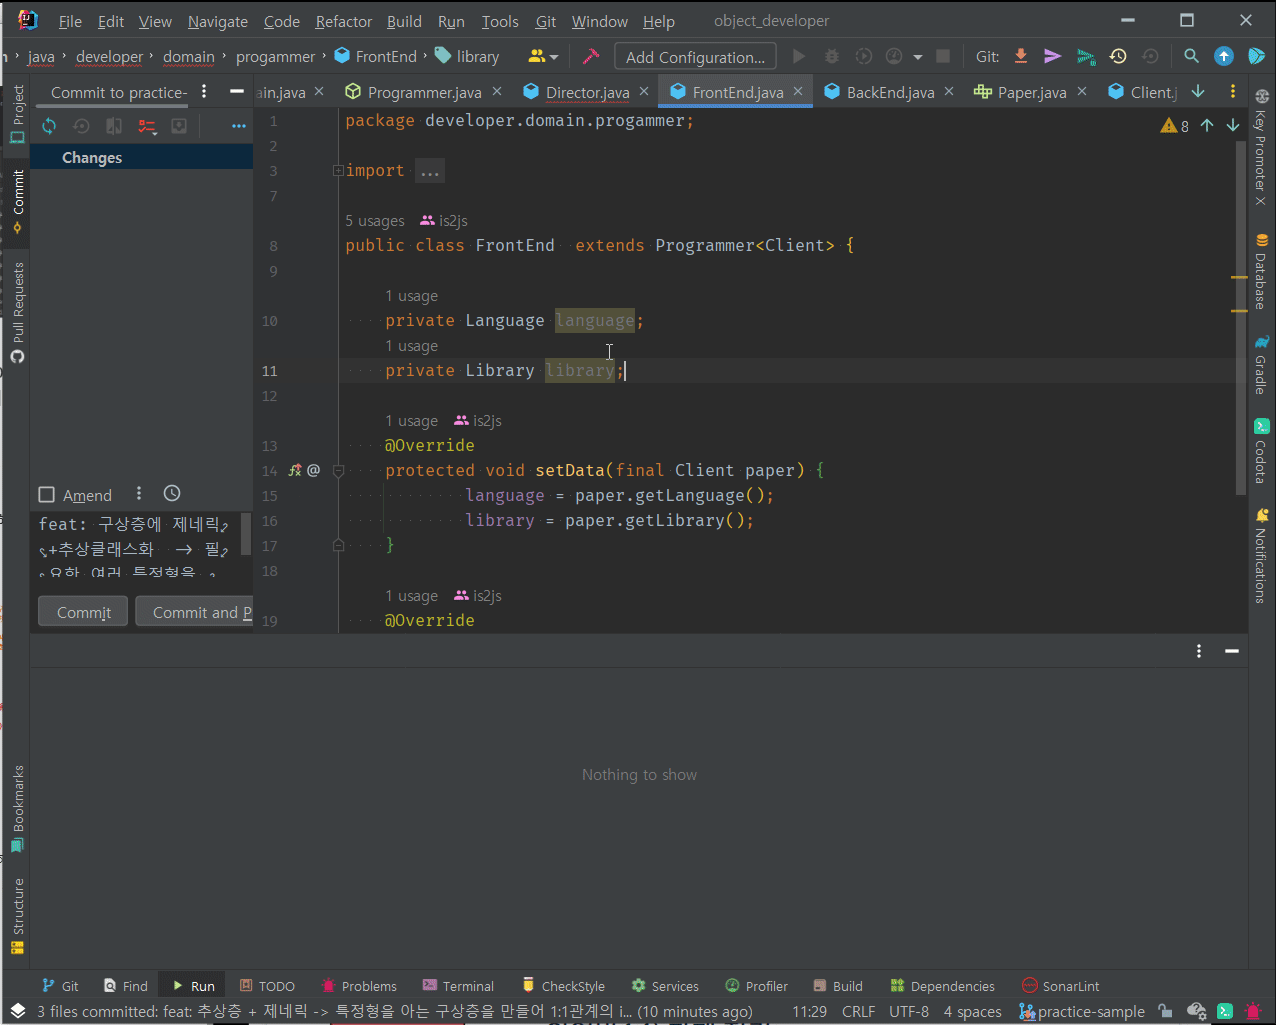 File Edit View Navigate Code Refactor Build Run Tools Git Window Help object_developer
java developer domain progammer FrontEnd library Add Configuration... Git:
Project
Commit
Pull Requests
Bookmarks
Structure
Commit to practice-
Changes
Amend
feat: 구상층에 제네릭
+추상클래스화 -> 필
요한 여러 특정형을
Commit Commit and P
ain.java Programmer.java Director.java FrontEnd.java BackEnd.java Paper.java Client.j
8
1 package developer.domain.progammer;
2
3 import ...
7
5 usages is2js
8 public class FrontEnd extends Programmer<Client> {
9
1 usage
10 private Language language;
1 usage
11 private Library library;
12
1 usage is2js
13 @Override
14 protected void setData(final Client paper) {
15 language = paper.getLanguage();
16 library = paper.getLibrary();
17 }
18
1 usage is2js
19 @Override
Key Promoter X
Database
Gradle
Codota
Notifications
Nothing to show
Git Find Run TODO Problems Terminal CheckStyle Services Profiler Build Dependencies SonarLint
3 files committed: feat: 추상층 + 제네릭 -> 특정형을 아는 구상층을 만들어 1:1관계의 i... (10 minutes ago) 11:29 CRLF UTF-8 4 spaces practice-sample